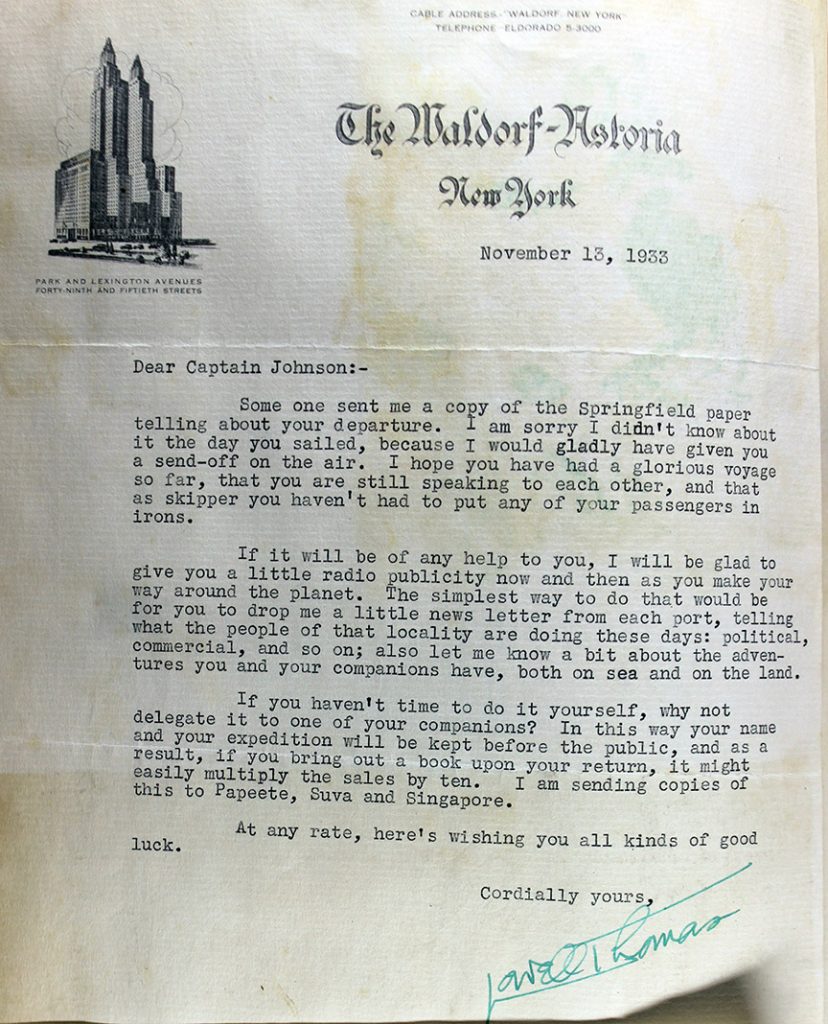 CABLE ADDRESS - "WALDORF, NEW YORK"
TELEPHONE - ELDORADO 5-3000
The Waldorf-Astoria
New York
November 13, 1933
PARK AND LEXINGTON AVENUES
FORTY-NINTH AND FIFTIETH STREETS
Dear Captain Johnson:-
Some one sent me a copy of the Springfield paper
telling about your departure. I am sorry I didn't know about
it the day you sailed, because I would gladly have given you
a send-off on the air. I hope you have had a glorious voyage
so far, that you are still speaking to each other, and that
as skipper you haven't had to put any of your passengers in
irons.
If it will be of any help to you, I will be glad to
give you a little radio publicity now and then as you make your
way around the planet. The simplest way to do that would be
for you to drop me a little news letter from each port, telling
what the people of that locality are doing these days: political,
commercial, and so on; also let me know a bit about the adven-
tures you and your companions have, both on sea and on the land.
If you haven't time to do it yourself, why not
delegate it to one of your companions? In this way your name
and your expedition will be kept before the public, and as a
result, if you bring out a book upon your return, it might
easily multiply the sales by ten. I am sending copies of
this to Papeete, Suva and Singapore.
At any rate, here's wishing you all kinds of good
luck.
Cordially yours,
Lowell Thomas